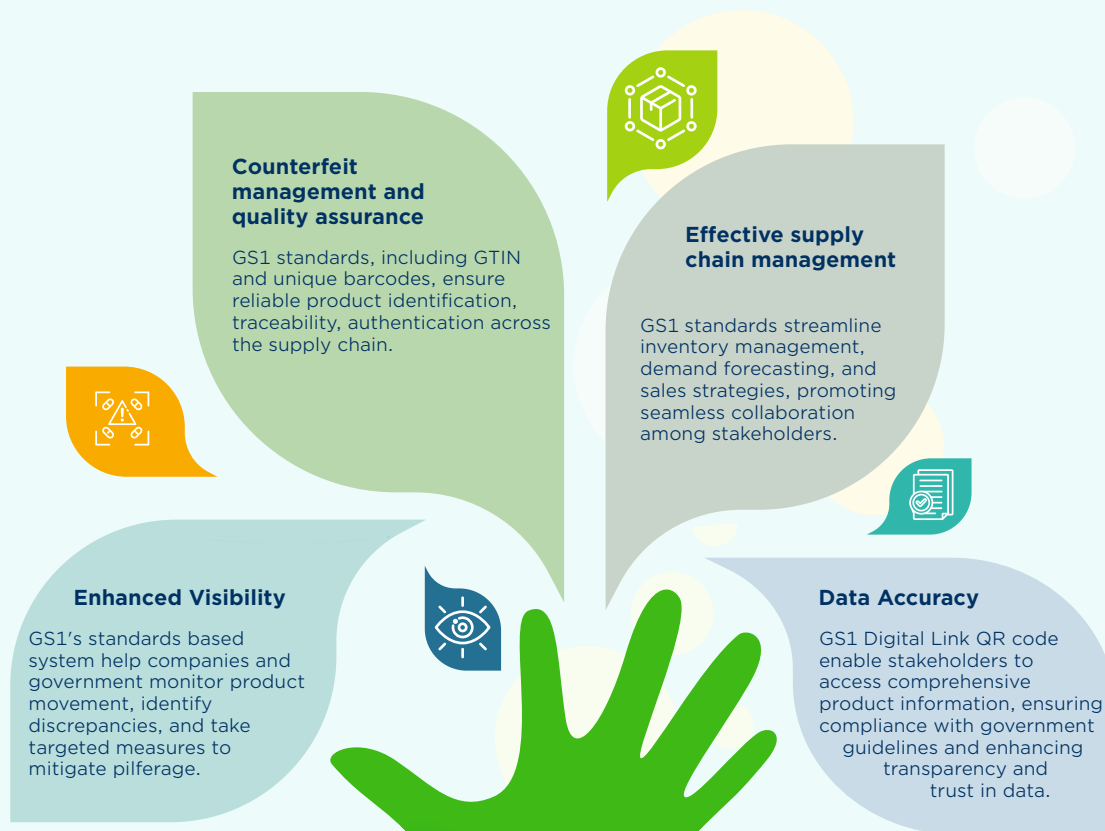 Counterfeit
management and
quality assurance
GS1 standards, including GTIN
and unique barcodes, ensure
reliable product identification,
traceability, authentication across
the supply chain.
Effective supply
chain management
GS1 standards streamline
inventory management,
demand forecasting, and
sales strategies, promoting
seamless collaboration
among stakeholders.
Enhanced Visibility
GS1's standards based
system help companies and
government monitor product
movement, identify
discrepancies, and take
targeted measures to
mitigate pilferage.
Data Accuracy
GS1 Digital Link QR code
enable stakeholders to
access comprehensive
product information, ensuring
compliance with government
guidelines and enhancing
transparency and
trust in data.